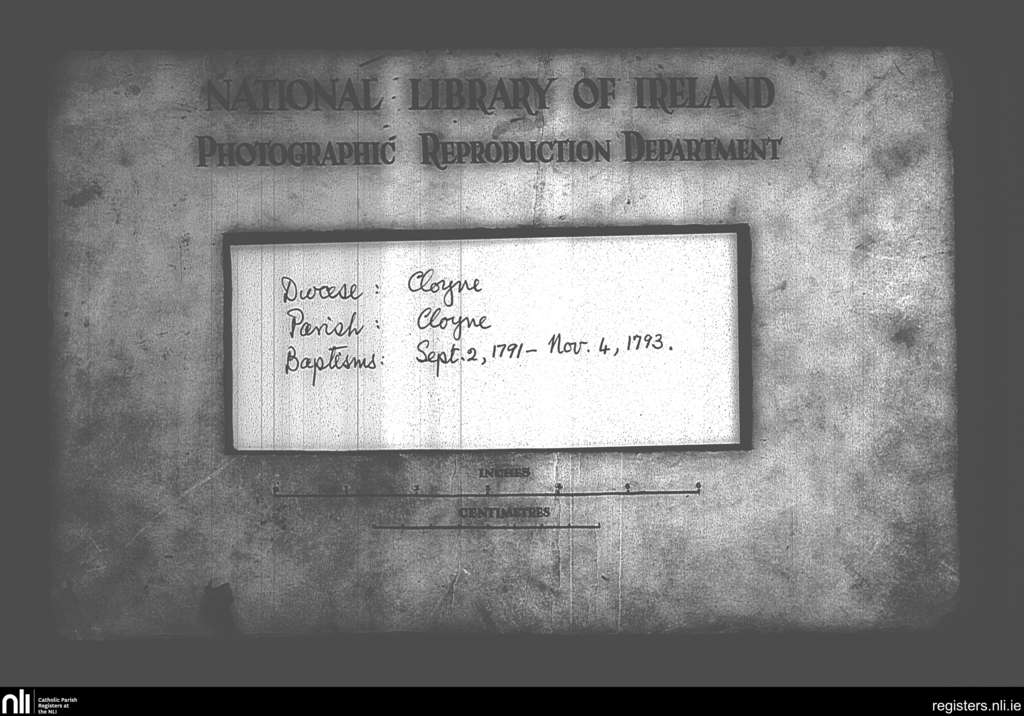 NATIONAL LIBRARY OF IRELAND
PHOTOGRAPHIC REPRODUCTION DEPARTMENT
Diocese : Cloyne
Parish : Cloyne
Baptisms: Sept. 2, 1791 – Nov. 4, 1793.
INCHES
CENTIMETRES
nli
Catholic Parish
Registers at
the NLI
registers.nli.ie